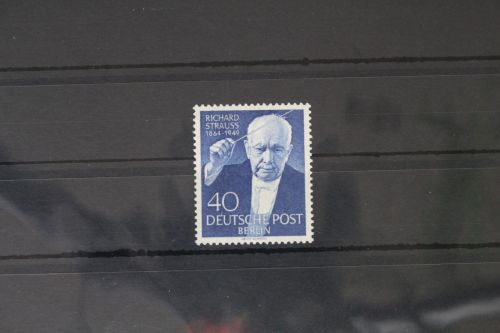 RICHARD
STRAUSS
1864-1949
40
DEUTSCHE POST
BERLIN